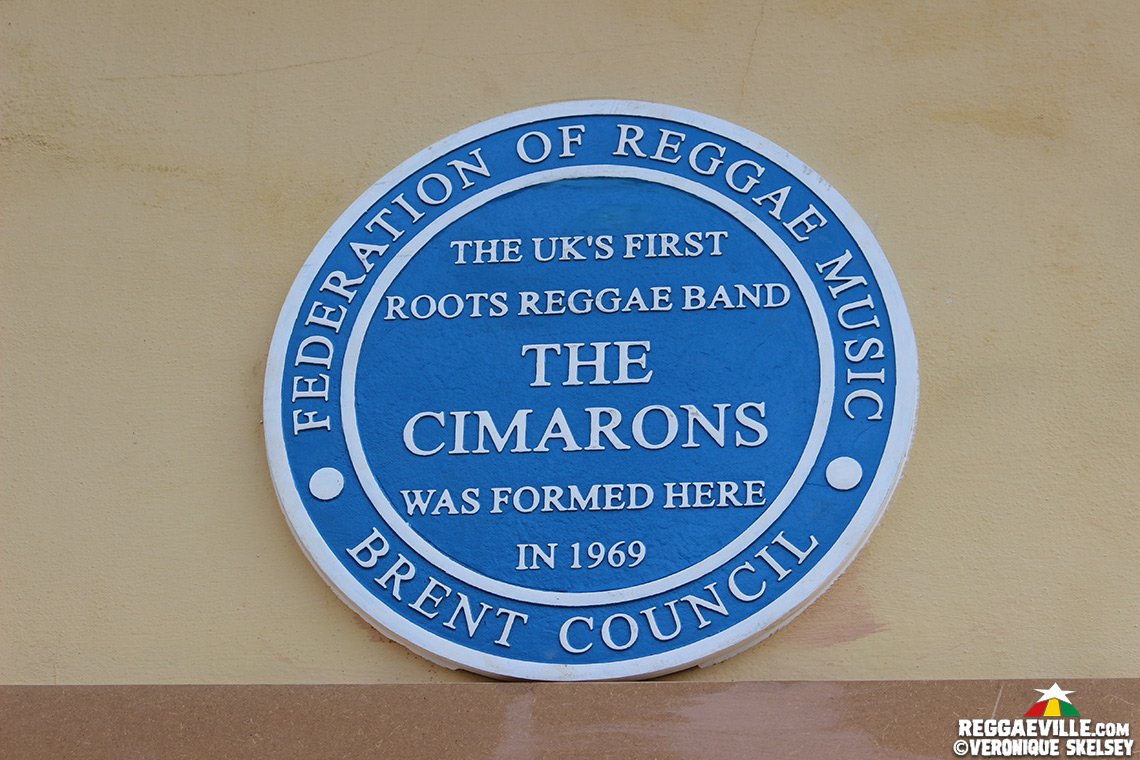 FEDERATION OF REGGAE MUSIC
THE UK'S FIRST
ROOTS REGGAE BAND
THE
CIMARONS
WAS FORMED HERE
IN 1969
BRENT COUNCIL
REGGAEVILLE.COM
©VERONIQUE SKELSEY